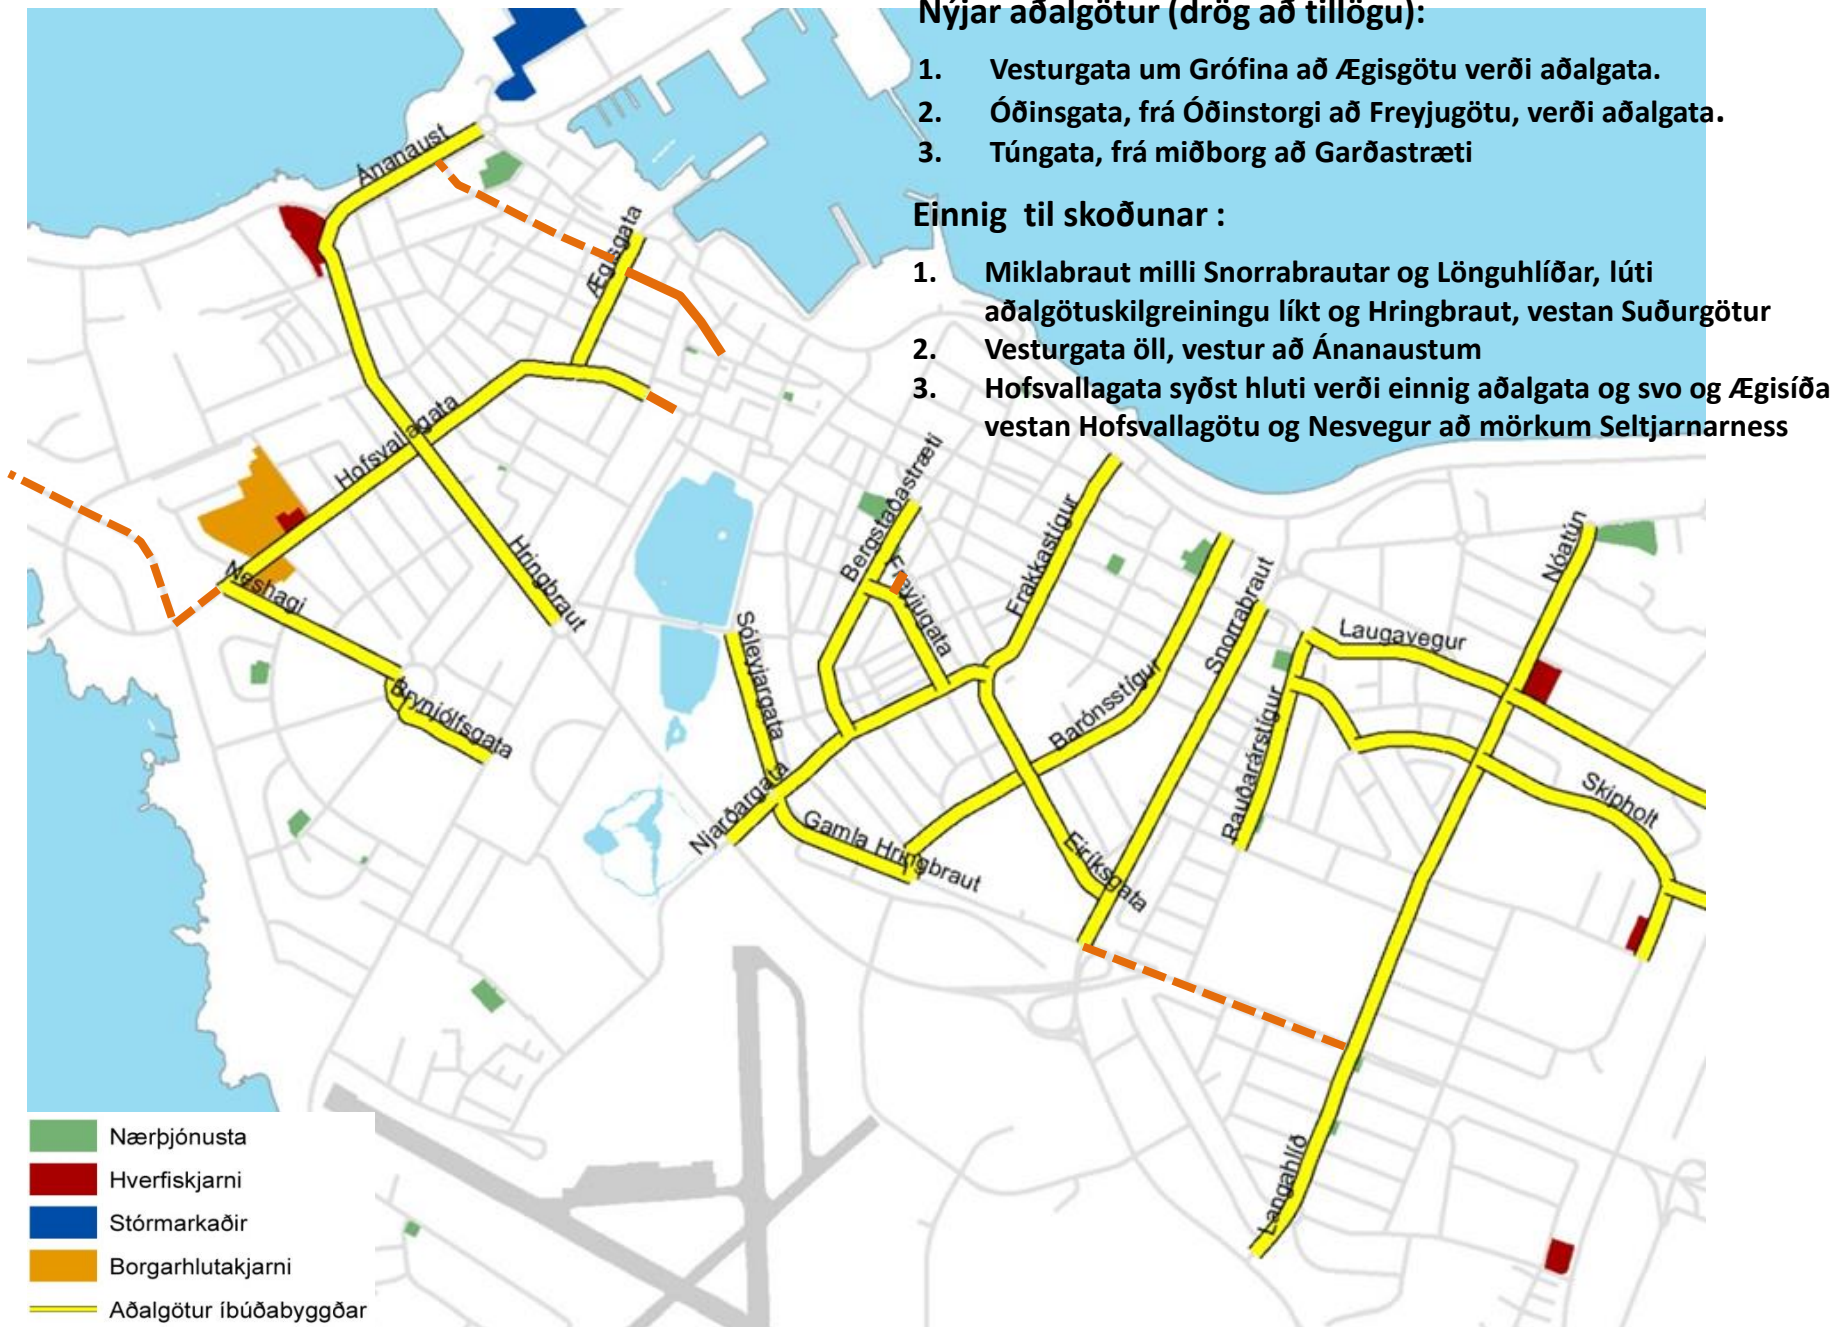 Nýjar aðalgötur (drög að tillögu):
1. Vesturgata um Grófina að Ægisgötu verði aðalgata.
2. Óðinsgata, frá Óðinstorgi að Freyjugötu, verði aðalgata.
3. Túngata, frá miðborg að Garðastræti
Einnig til skoðunar :
1. Miklabraut milli Snorrabrautar og Lönguhlíðar, lúti
aðalgötuskilgreiningu líkt og Hringbraut, vestan Suðurgötur
2. Vesturgata öll, vestur að Ánanaustum
3. Hofsvallagata syðst hluti verði einnig aðalgata og svo og Ægisíða
vestan Hofsvallagötu og Nesvegur að mörkum Seltjarnarness
Ánanaust
Ægisgata
Hofsvallagata
Hringbraut
Neshagi
Brynjólfsgata
Bergstaðastræti
Freyjugata
Frakkastígur
Sóleyjargata
Njarðargata
Gamla Hringbraut
Barónsstígur
Eiríksgata
Snorrabraut
Rauðarárstígur
Laugavegur
Nóatún
Skipholt
Langahlíð
Nærþjónusta
Hverfiskjarni
Stórmarkaðir
Borgarhlutakjarni
Aðalgötur íbúðabyggðar